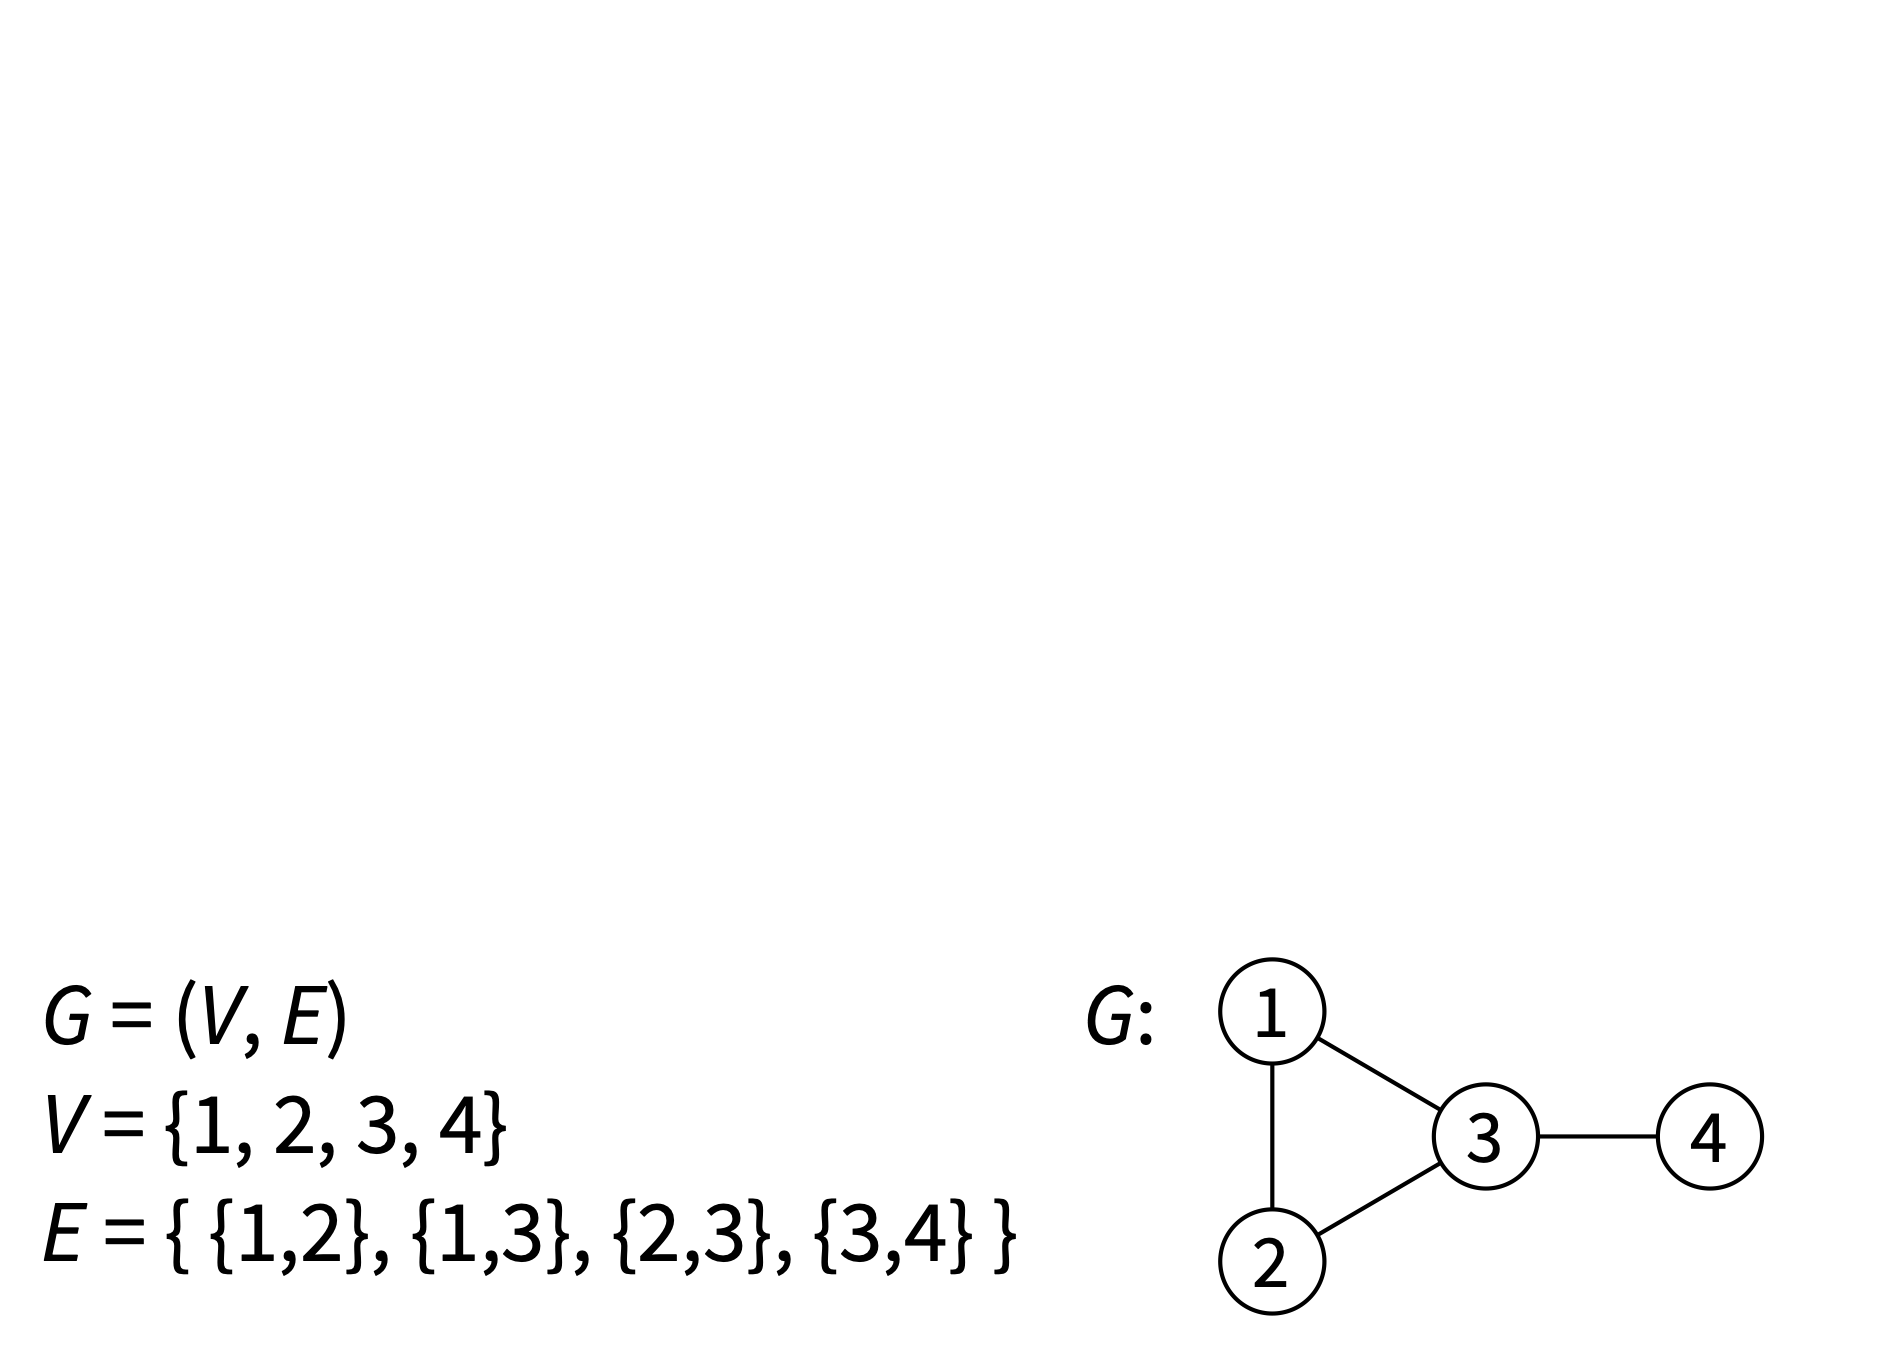 G = (V, E)
V = {1, 2, 3, 4}
E = { {1,2}, {1,3}, {2,3}, {3,4} }
G:
1
3
4
2